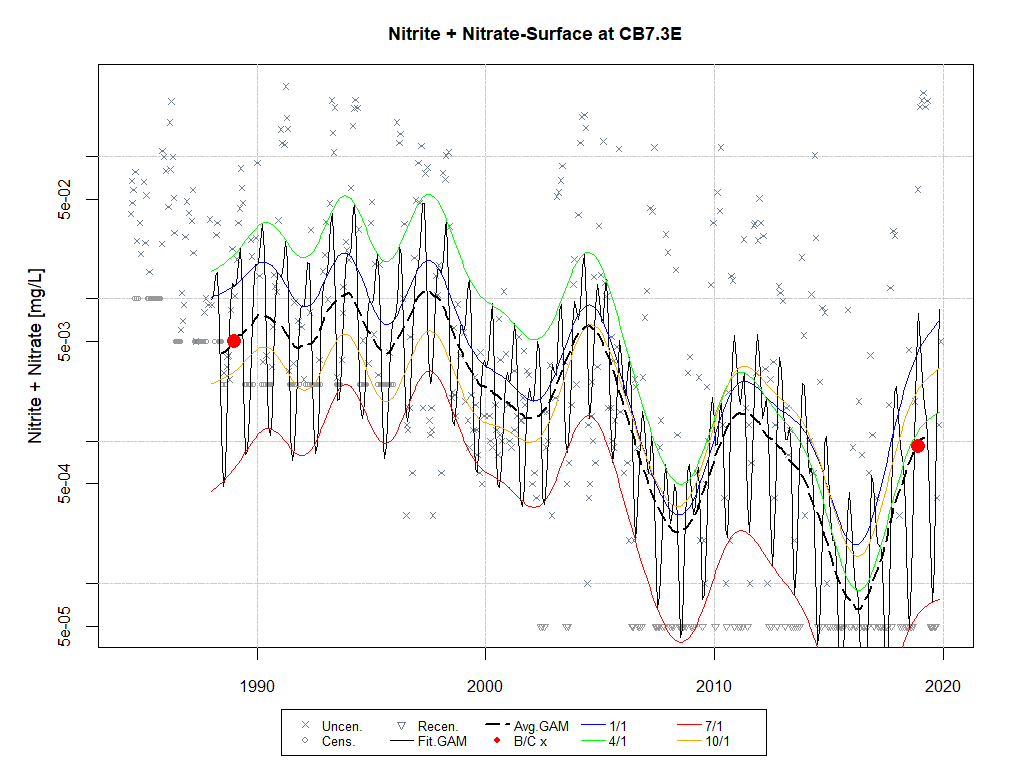 Nitrite + Nitrate-Surface at CB7.3E
Nitrite + Nitrate [mg/L]
5e-02
5e-03
5e-04
5e-05
1990 2000 2010 2020
Uncen. Recen. Avg.GAM 1/1 7/1
Cens. Fit.GAM B/C x 4/1 10/1